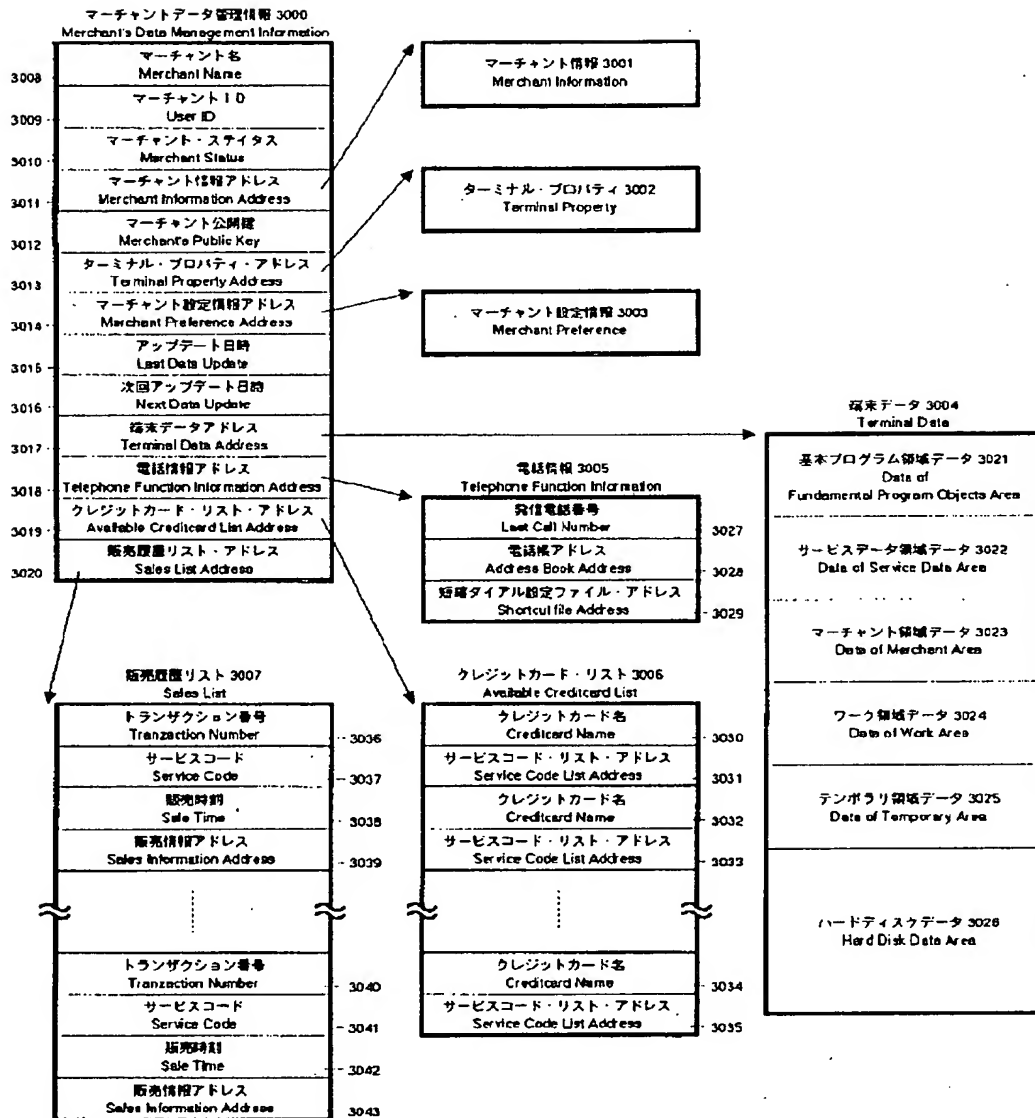 マーチャントデータ管理情報 3000
Merchant's Data Management Information
マーチャント名
Merchant Name
3008
マーチャントID
User ID
3009
マーチャント・ステイタス
Merchant Status
3010
マーチャント情報アドレス
Merchant Information Address
3011
マーチャント公開鍵
Merchant's Public Key
3012
ターミナル・プロパティ・アドレス
Terminal Property Address
3013
マーチャント設定情報アドレス
Merchant Preference Address
3014
アップデート日時
Last Data Update
3015
次回アップデート日時
Next Data Update
3016
端末データアドレス
Terminal Data Address
3017
電話情報アドレス
Telephone Function Information Address
3018
クレジットカード・リスト・アドレス
Available Creditcard List Address
3019
販売履歴リスト・アドレス
Sales List Address
3020
マーチャント情報 3001
Merchant Information
ターミナル・プロパティ 3002
Terminal Property
マーチャント設定情報 3003
Merchant Preference
端末データ 3004
Terminal Data
基本プログラム領域データ 3021
Data of
Fundamental Program Objects Area
サービスデータ領域データ 3022
Data of Service Data Area
マーチャント領域データ 3023
Data of Merchant Area
ワーク領域データ 3024
Data of Work Area
テンポラリ領域データ 3025
Data of Temporary Area
ハードディスクデータ 3026
Hard Disk Data Area
電話情報 3005
Telephone Function Information
発信電話番号
Last Call Number
3027
電話帳アドレス
Address Book Address
3028
短縮ダイアル設定ファイル・アドレス
Shortcut file Address
3029
販売履歴リスト 3007
Sales List
トランザクション番号
Tranzaction Number
3036
サービスコード
Service Code
3037
販売時刻
Sale Time
3038
販売情報アドレス
Sales Information Address
3039
トランザクション番号
Tranzaction Number
3040
サービスコード
Service Code
3041
販売時刻
Sale Time
3042
販売情報アドレス
Sales Information Address
3043
クレジットカード・リスト 3006
Available Creditcard List
クレジットカード名
Creditcard Name
3030
サービスコード・リスト・アドレス
Service Code List Address
3031
クレジットカード名
Creditcard Name
3032
サービスコード・リスト・アドレス
Service Code List Address
3033
クレジットカード名
Creditcard Name
3034
サービスコード・リスト・アドレス
Service Code List Address
3035